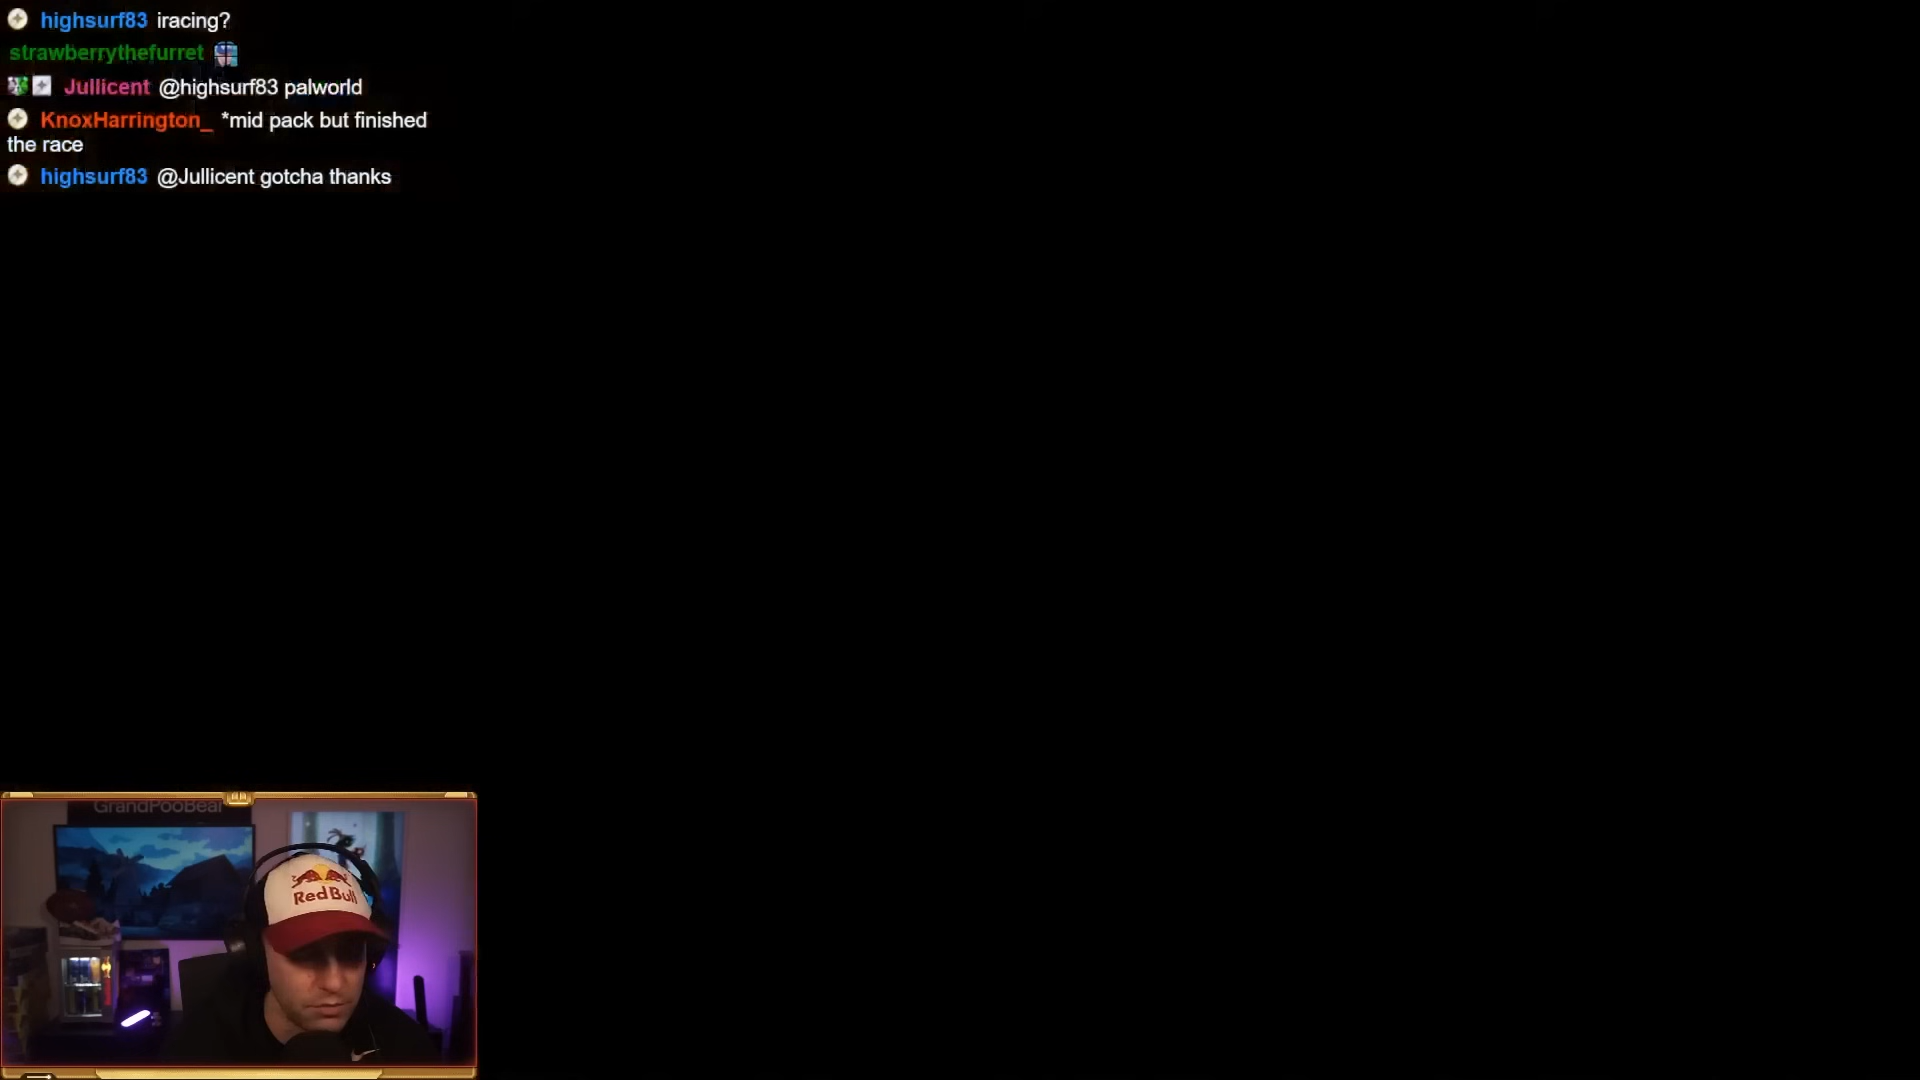 highsurf83 iracing?
strawberrythefurret
Jullicent @highsurf83 palworld
KnoxHarrington_ *mid pack but finished
the race
highsurf83 @Jullicent gotcha thanks
GrandPooBear
Red Bull